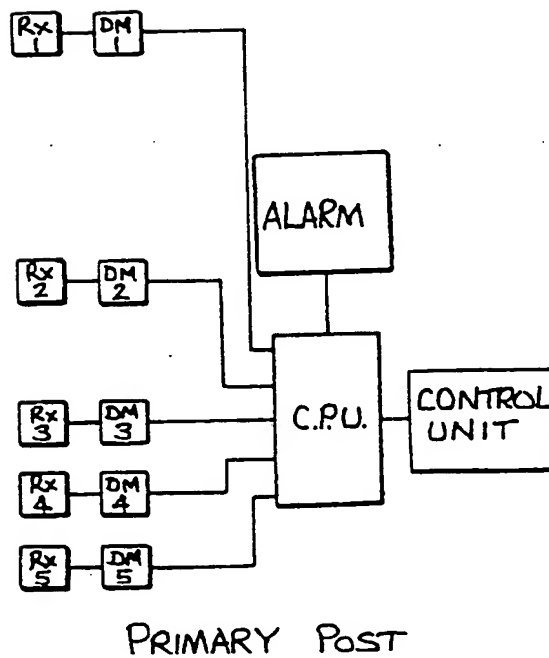 Rx
1
DM
1
ALARM
Rx
2
DM
2
Rx
3
DM
3
C.P.U.
CONTROL
UNIT
Rx
4
DM
4
Rx
5
DM
5
PRIMARY POST